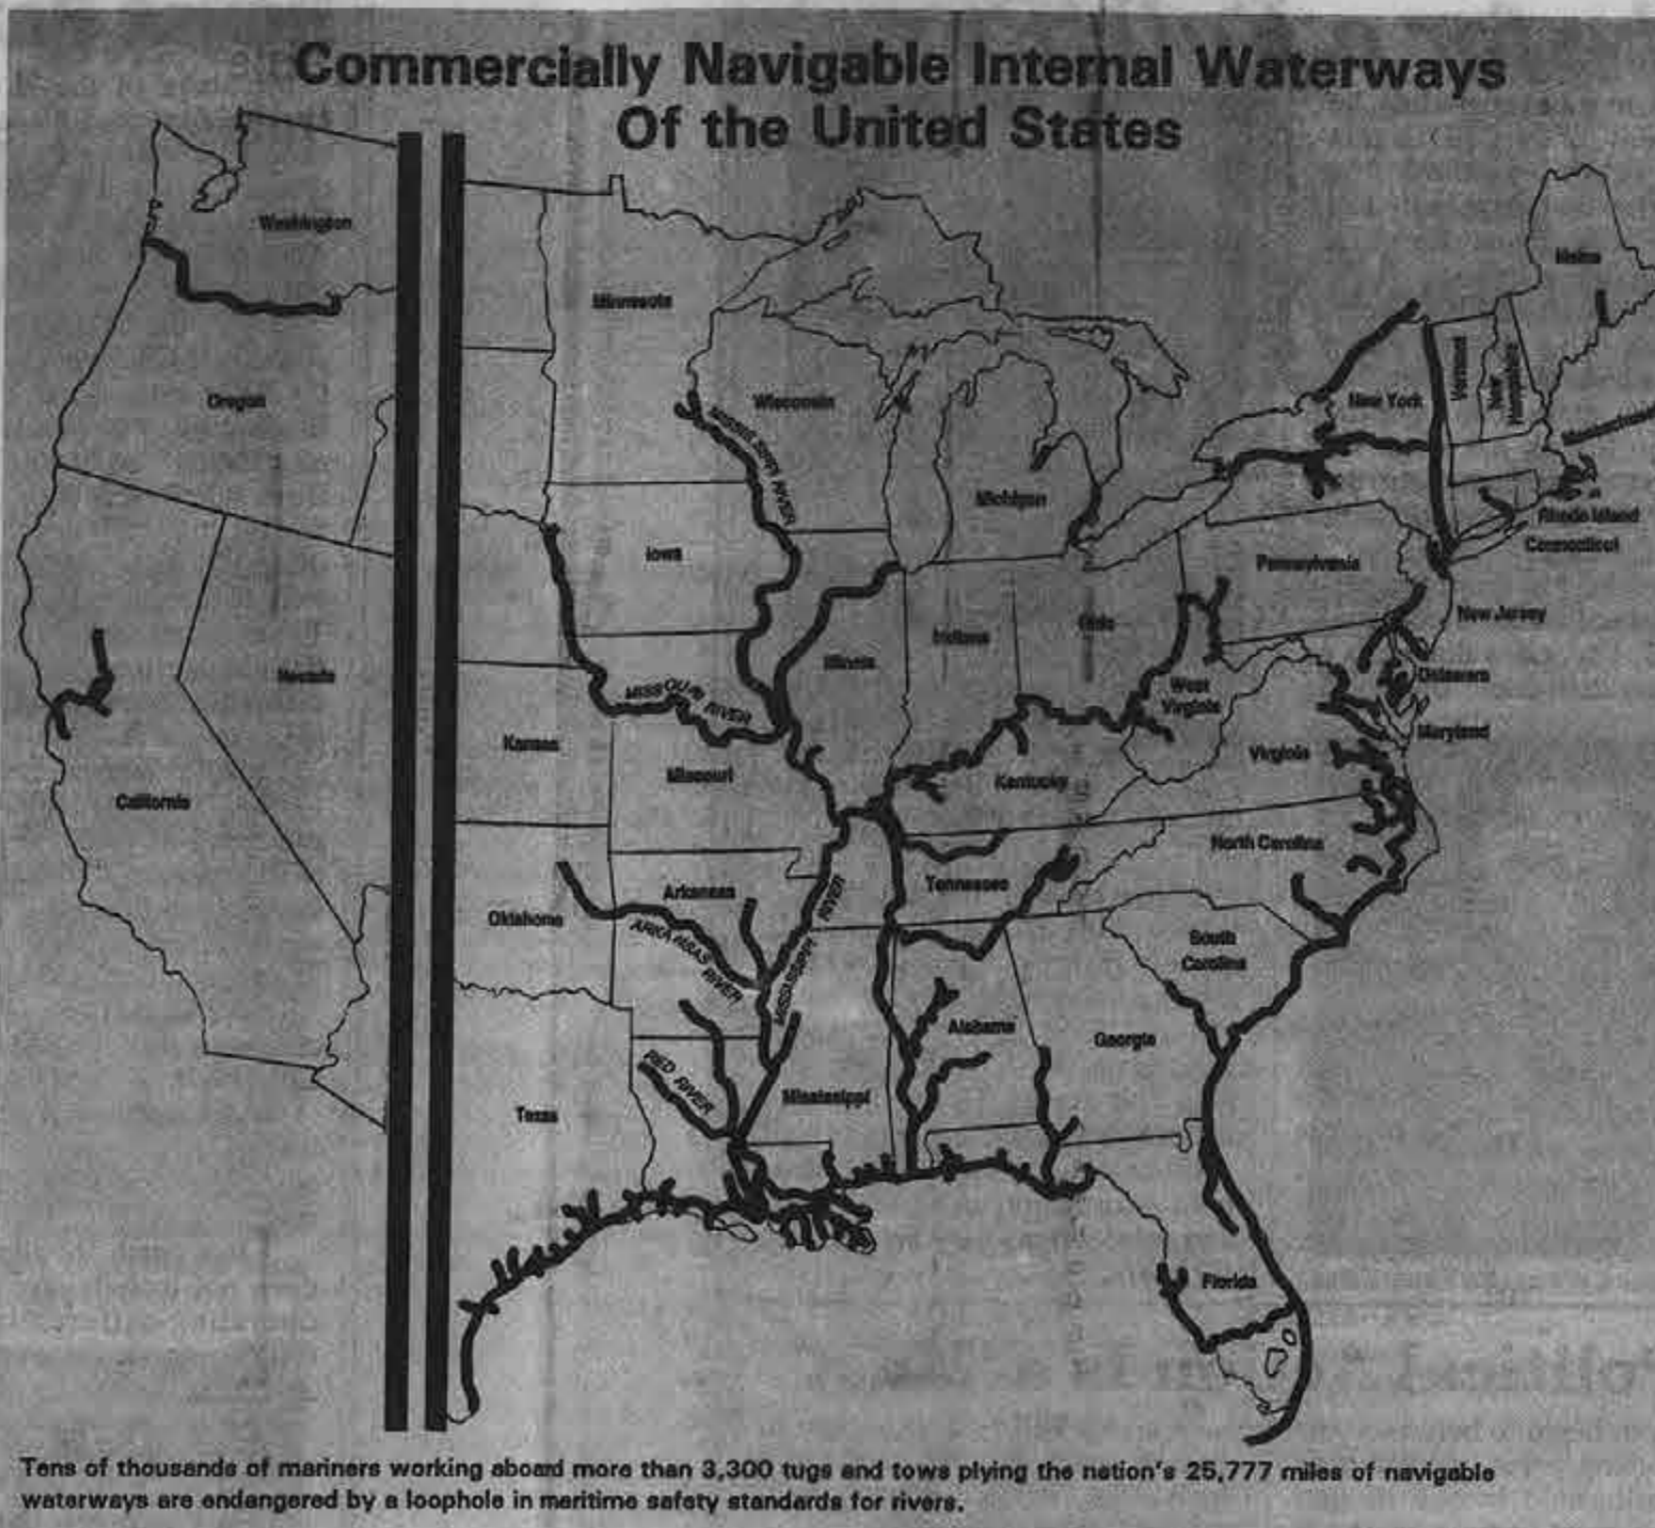 Commercially Navigable Internal Waterways
Of the United States
Washington
Oregon
California
Nevada
Minnesota
Wisconsin
Iowa
Michigan
Illinois
Indiana
Ohio
Kansas
Missouri
Kentucky
West
Virginia
Virginia
Pennsylvania
New York
Vermont
New
Hampshire
Maine
Rhode Island
Connecticut
New Jersey
Delaware
Maryland
North Carolina
South
Carolina
Tennessee
Arkansas
Oklahoma
Texas
Mississippi
Alabama
Georgia
Florida
MISSISSIPPI RIVER
MISSOURI RIVER
ARKANSAS
RIVER
MISSISSIPPI RIVER
RED RIVER
Tens of thousands of mariners working aboard more than 3,300 tugs and tows plying the nation's 25,777 miles of navigable
waterways are endangered by a loophole in maritime safety standards for rivers.